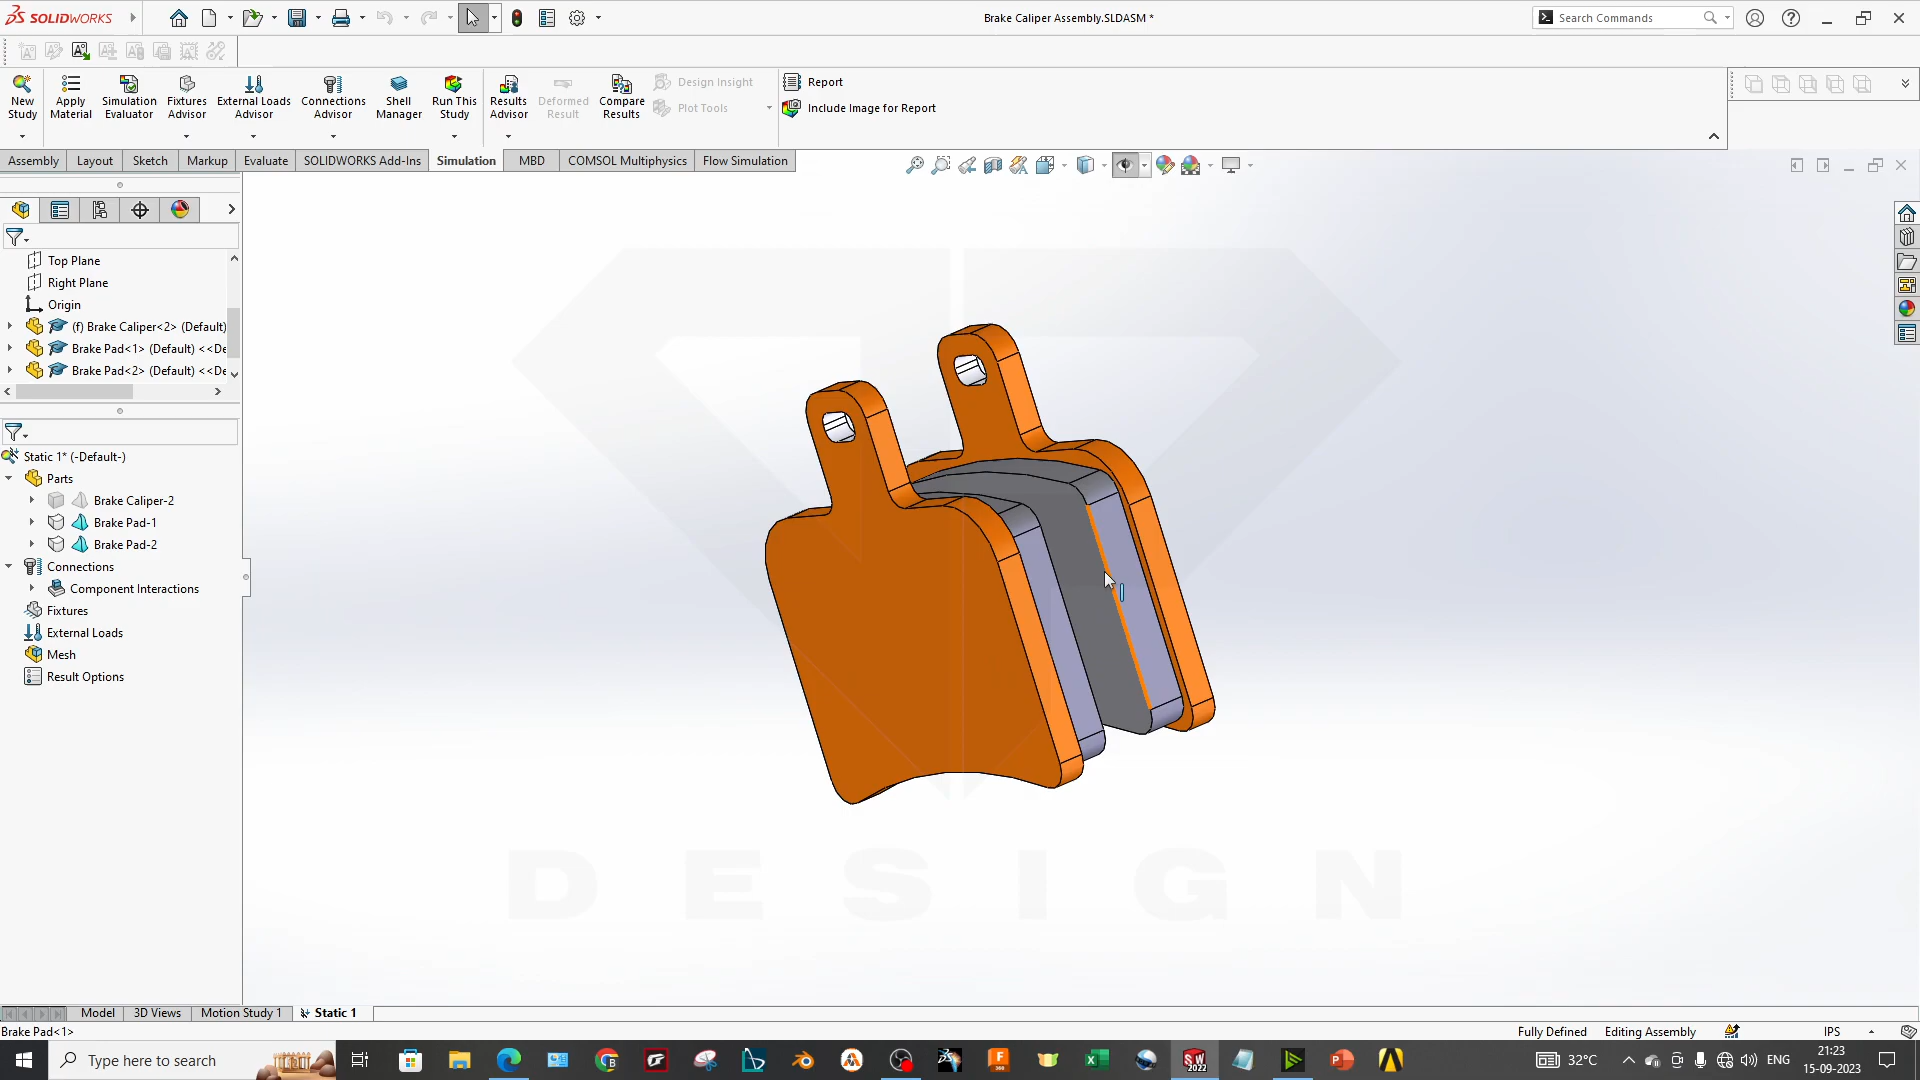 SOLIDWORKS
Brake Caliper Assembly.SLDASM *
Search Commands
New Study
Apply Material
Simulation Evaluator
Fixtures Advisor
External Loads Advisor
Connections Advisor
Shell Manager
Run This Study
Results Advisor
Deformed Result
Compare Results
Design Insight
Plot Tools
Report
Include Image for Report
Assembly
Layout
Sketch
Markup
Evaluate
SOLIDWORKS Add-Ins
Simulation
MBD
COMSOL Multiphysics
Flow Simulation
Top Plane
Right Plane
Origin
(f) Brake Caliper<2> (Default)
Brake Pad<1> (Default) <<De
Brake Pad<2> (Default) <<De
Static 1* (-Default-)
Parts
Brake Caliper-2
Brake Pad-1
Brake Pad-2
Connections
Component Interactions
Fixtures
External Loads
Mesh
Result Options
DESIGN
Model
3D Views
Motion Study 1
Static 1
Brake Pad<1>
Fully Defined
Editing Assembly
IPS
Type here to search
32°C
ENG
21:23
15-09-2023